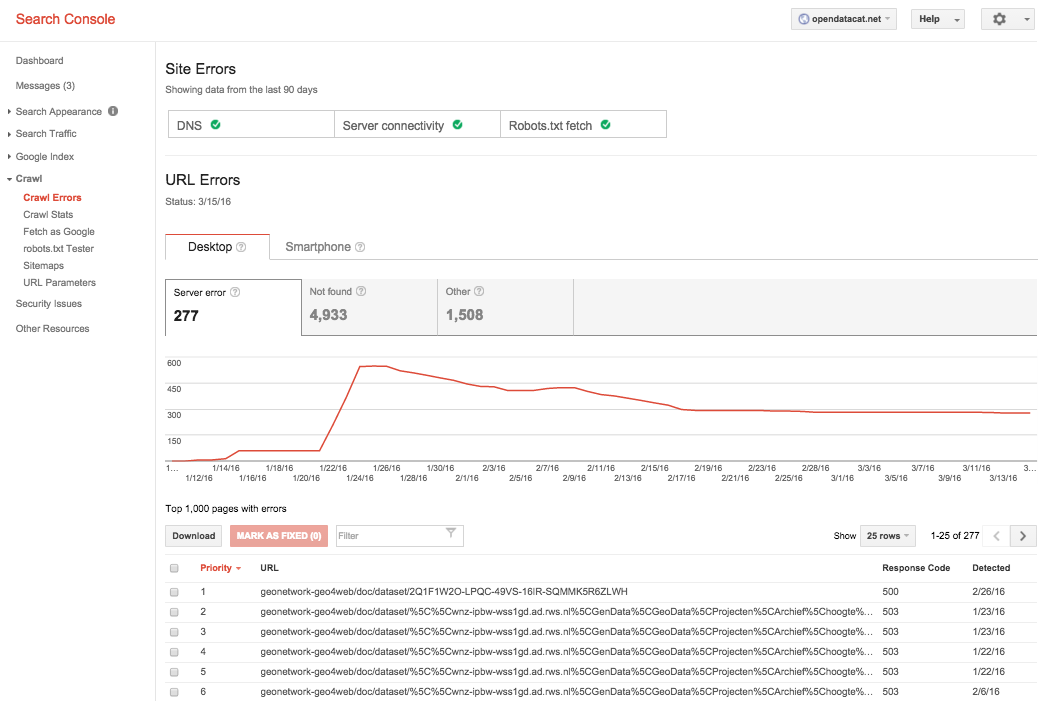 Search Console
opendatacat.net
Help
Dashboard
Messages (3)
Search Appearance
Search Traffic
Google Index
Crawl
Crawl Errors
Crawl Stats
Fetch as Google
robots.txt Tester
Sitemaps
URL Parameters
Security Issues
Other Resources
Site Errors
Showing data from the last 90 days
DNS Server connectivity Robots.txt fetch
URL Errors
Status: 3/15/16
Desktop ? Smartphone ?
Server error ? Not found ? Other ?
277 4,933 1,508
600
450
300
150
1... 1/14/16 1/18/16 1/22/16 1/26/16 1/30/16 2/3/16 2/7/16 2/11/16 2/15/16 2/19/16 2/23/16 2/28/16 3/3/16 3/7/16 3/11/16 3...
1/12/16 1/16/16 1/20/16 1/24/16 1/28/16 2/1/16 2/5/16 2/9/16 2/13/16 2/17/16 2/21/16 2/25/16 3/1/16 3/5/16 3/9/16 3/13/16
Top 1,000 pages with errors
Download MARK AS FIXED (0) Filter Show 25 rows 1-25 of 277
Priority URL Response Code Detected
1 geonetwork-geo4web/doc/dataset/2Q1F1W2O-LPQC-49VS-16IR-SQMMK5R6ZLWH 500 2/26/16
2 geonetwork-geo4web/doc/dataset/%5C%5Cwnz-ipbw-wss1gd.ad.rws.nl%5CGenData%5CGeoData%5CProjecten%5CArchief%5Choogte%... 503 1/23/16
3 geonetwork-geo4web/doc/dataset/%5C%5Cwnz-ipbw-wss1gd.ad.rws.nl%5CGenData%5CGeoData%5CProjecten%5CArchief%5Choogte%... 503 1/23/16
4 geonetwork-geo4web/doc/dataset/%5C%5Cwnz-ipbw-wss1gd.ad.rws.nl%5CGenData%5CGeoData%5CProjecten%5CArchief%5Choogte%... 503 1/22/16
5 geonetwork-geo4web/doc/dataset/%5C%5Cwnz-ipbw-wss1gd.ad.rws.nl%5CGenData%5CGeoData%5CProjecten%5CArchief%5Choogte%... 503 1/22/16
6 geonetwork-geo4web/doc/dataset/%5C%5Cwnz-ipbw-wss1gd.ad.rws.nl%5CGenData%5CGeoData%5CProjecten%5CArchief%5Choogte%... 503 2/6/16